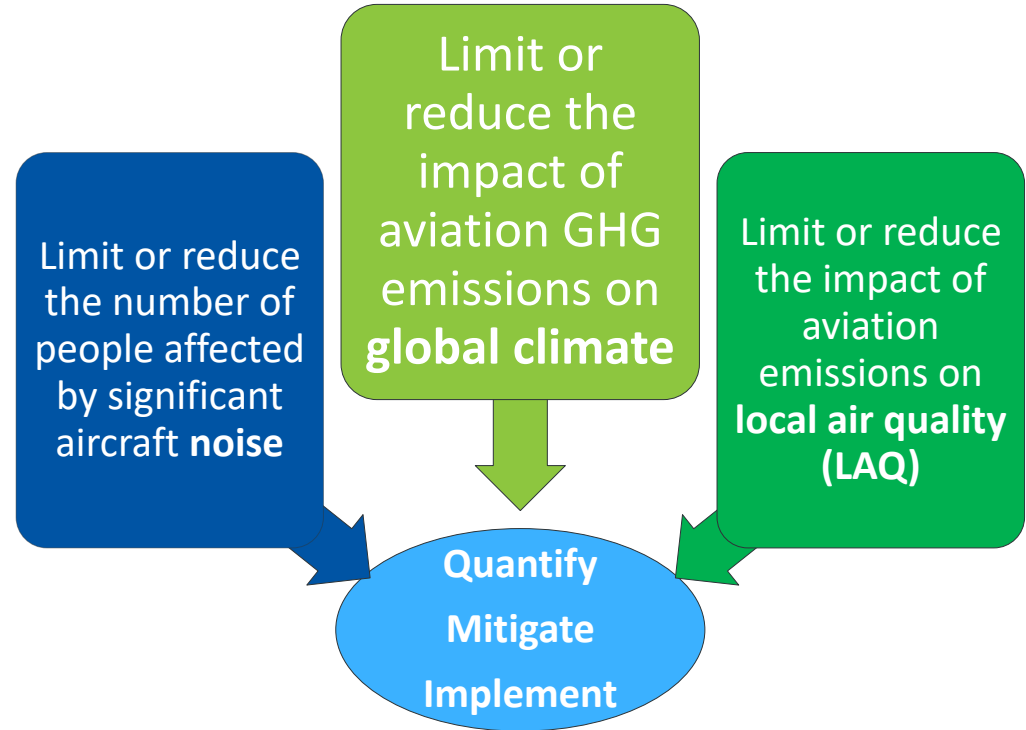 Limit or reduce
the number of
people affected
by significant
aircraft noise
Limit or
reduce the
impact of
aviation GHG
emissions on
global climate
Limit or reduce
the impact of
aviation
emissions on
local air quality
(LAQ)
Quantify
Mitigate
Implement